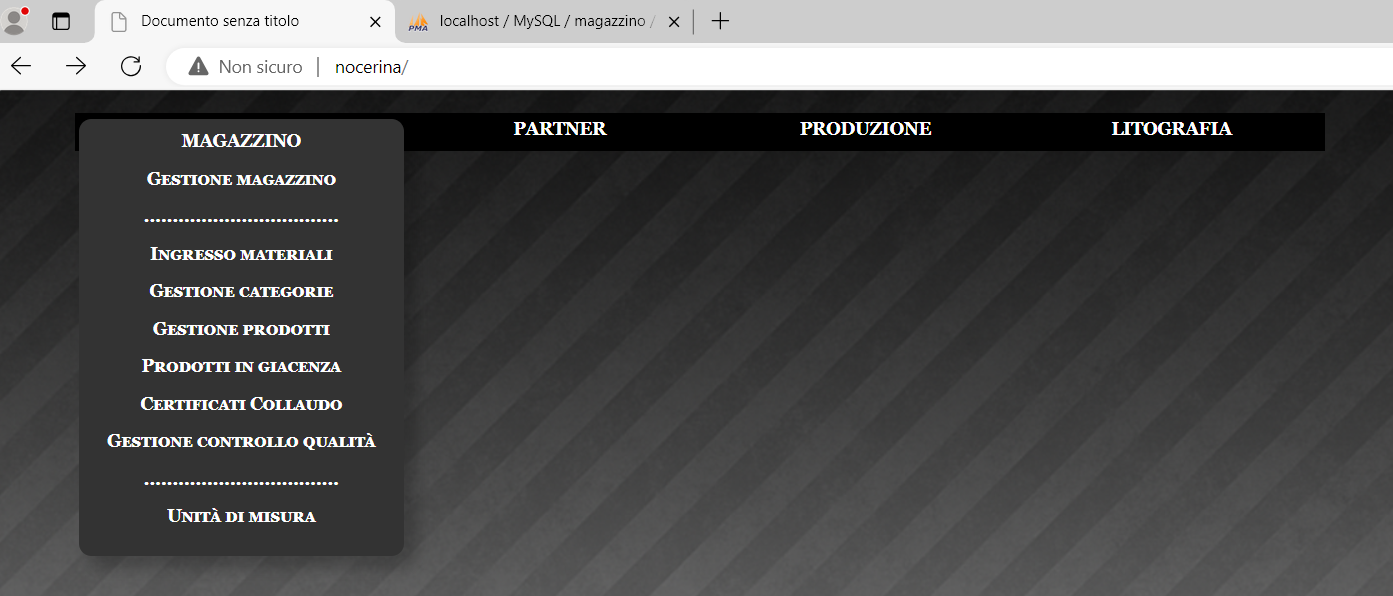 Documento senza titolo
PMA localhost / MySQL / magazzino /
Non sicuro nocerina/
MAGAZZINO PARTNER PRODUZIONE LITOGRAFIA
Gestione magazzino
..................................
Ingresso materiali
Gestione categorie
Gestione prodotti
Prodotti in giacenza
Certificati Collaudo
Gestione controllo qualità
..................................
Unità di misura